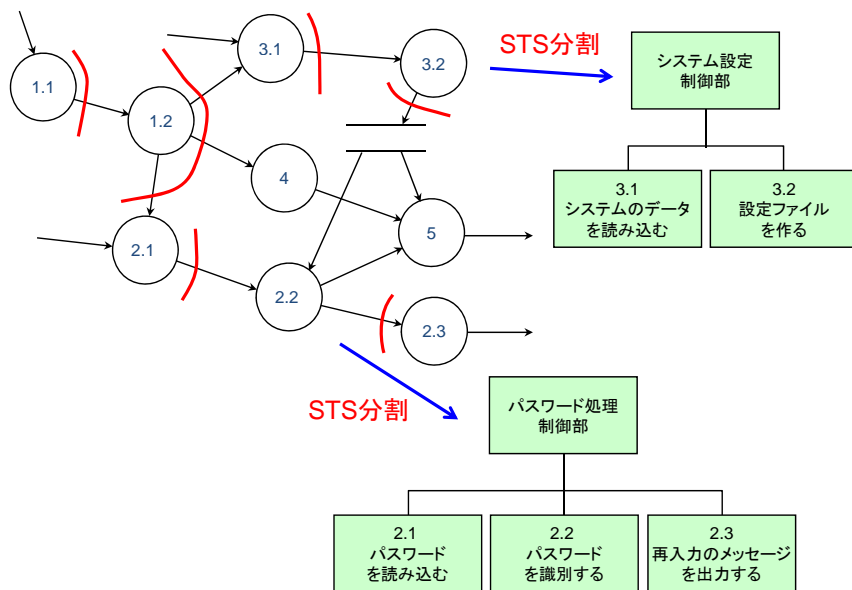 1.1
1.2
3.1
3.2
4
5
2.1
2.2
2.3
STS分割
システム設定
制御部
3.1
システムのデータ
を読み込む
3.2
設定ファイル
を作る
STS分割
パスワード処理
制御部
2.1
パスワード
を読み込む
2.2
パスワード
を識別する
2.3
再入力のメッセージ
を出力する